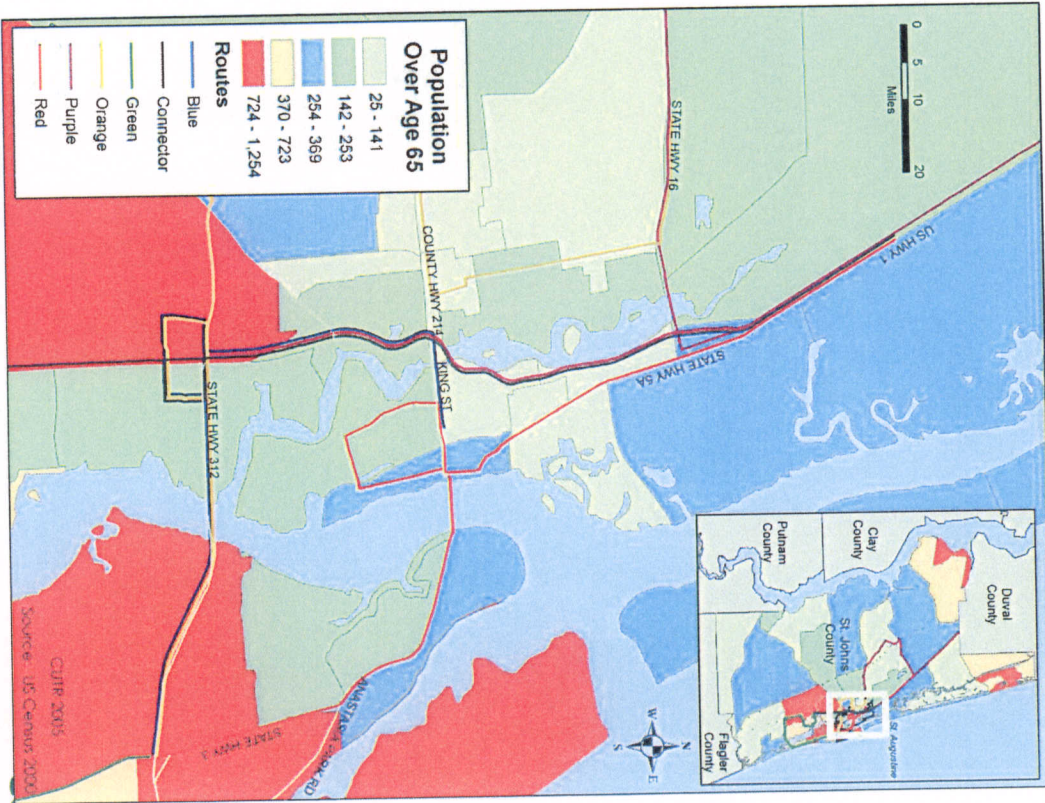 Population
Over Age 65
25 - 141
142 - 253
254 - 369
370 - 723
724 - 1,254
Routes
Blue
Connector
Green
Orange
Purple
Red
0 5 10 20
Miles
STATE HWY 16
US HWY 1
COUNTY HWY 214
KING ST
STATE HWY 5A
STATE HWY 312
STATE HWY 3
Duval
County
Clay
County
Putnam
County
St. Johns
County
St. Augustine
Flagler
County
N
W
E
S
CUTR 2005
Source: US Census 2000